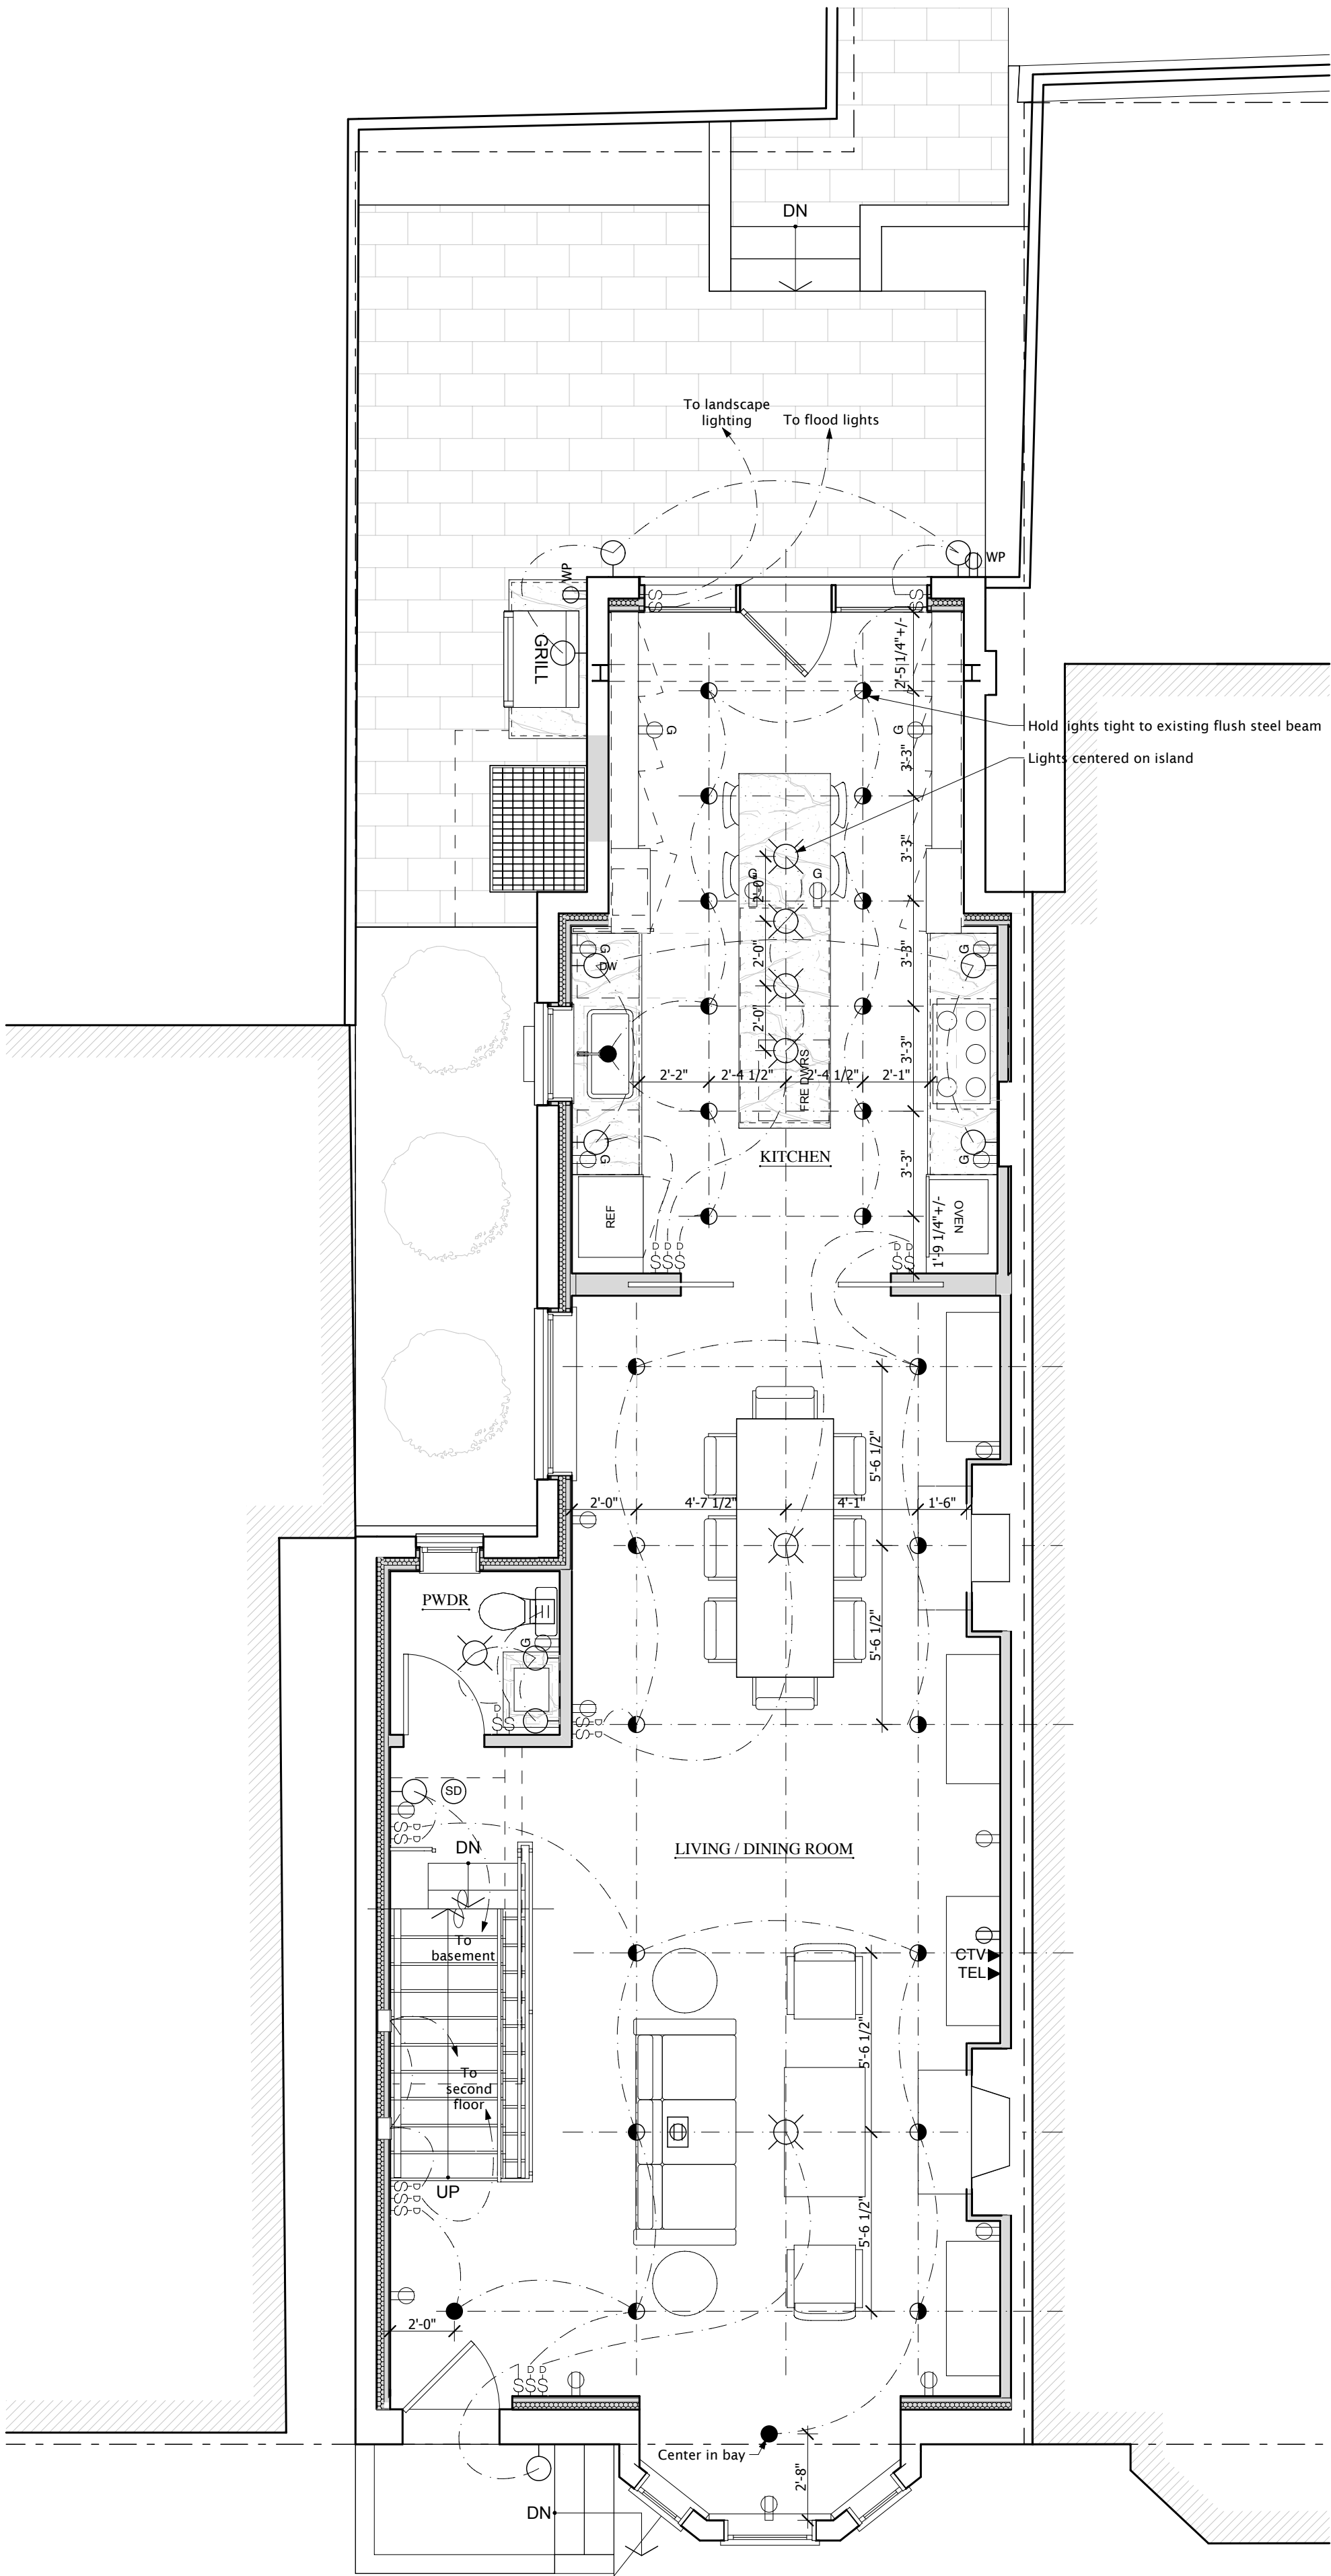 DN
To landscape
lighting
To flood lights
WP
WP
S
S
S
S
GRILL
2'-5 1/4"+/-
G
G
Hold lights tight to existing flush steel beam
Lights centered on island
3'-3"
3'-3"
G
G
2'-0"
G
DW
G
2'-0"
3'-3"
2'-0"
3'-3"
2'-2"
2'-4 1/2"
2'-4 1/2"
2'-1"
FRE DWRS
G
G
KITCHEN
3'-3"
REF
OVEN
1'-9 1/4"+/-
D D D
S S S
D D
S S
5'-6 1/2"
2'-0"
4'-7 1/2"
4'-1"
1'-6"
PWDR
G
5'-6 1/2"
D
S S
S D
S D
SD
S D
S D
DN
LIVING / DINING ROOM
To
basement
CTV
TEL
5'-6 1/2"
To
second
floor
UP
S D
S D
S
5'-6 1/2"
2'-0"
D D
S S S
Center in bay
2'-8"
DN